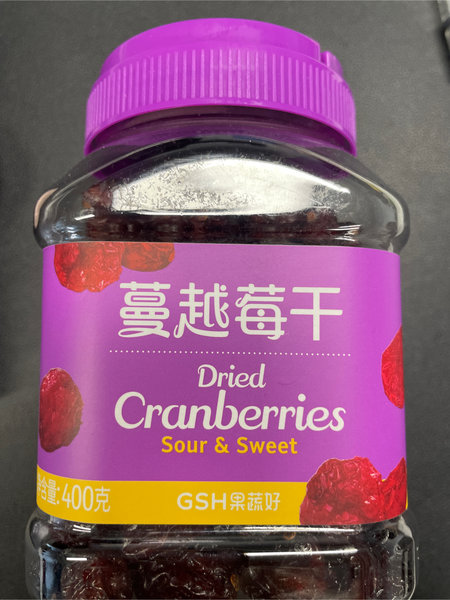 蔓越莓干
Dried
Cranberries
Sour & Sweet
含量:400克
GSH果蔬好